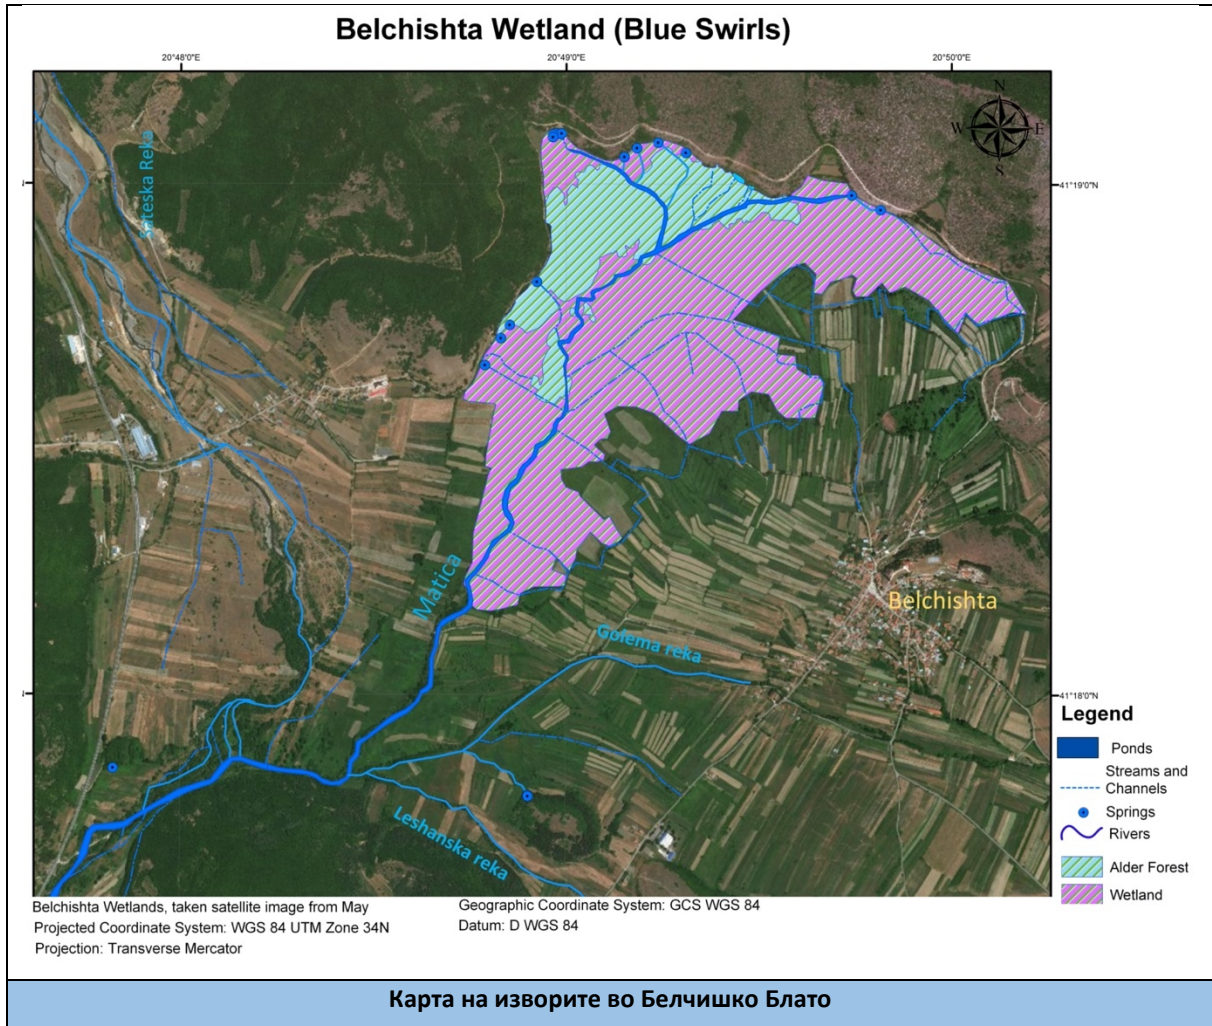 Belchishta Wetland (Blue Swirls)
20°48'0"E
20°49'0"E
20°50'0"E
N
W
E
S
Sateska Reka
41°19'0"N
Matica
Belchishta
Golema reka
41°18'0"N
Leshanska reka
Legend
Ponds
Streams and
Channels
Springs
Rivers
Alder Forest
Wetland
Belchishta Wetlands, taken satellite image from May
Projected Coordinate System: WGS 84 UTM Zone 34N
Projection: Transverse Mercator
Geographic Coordinate System: GCS WGS 84
Datum: D WGS 84
Карта на изворите во Белчишко Блато